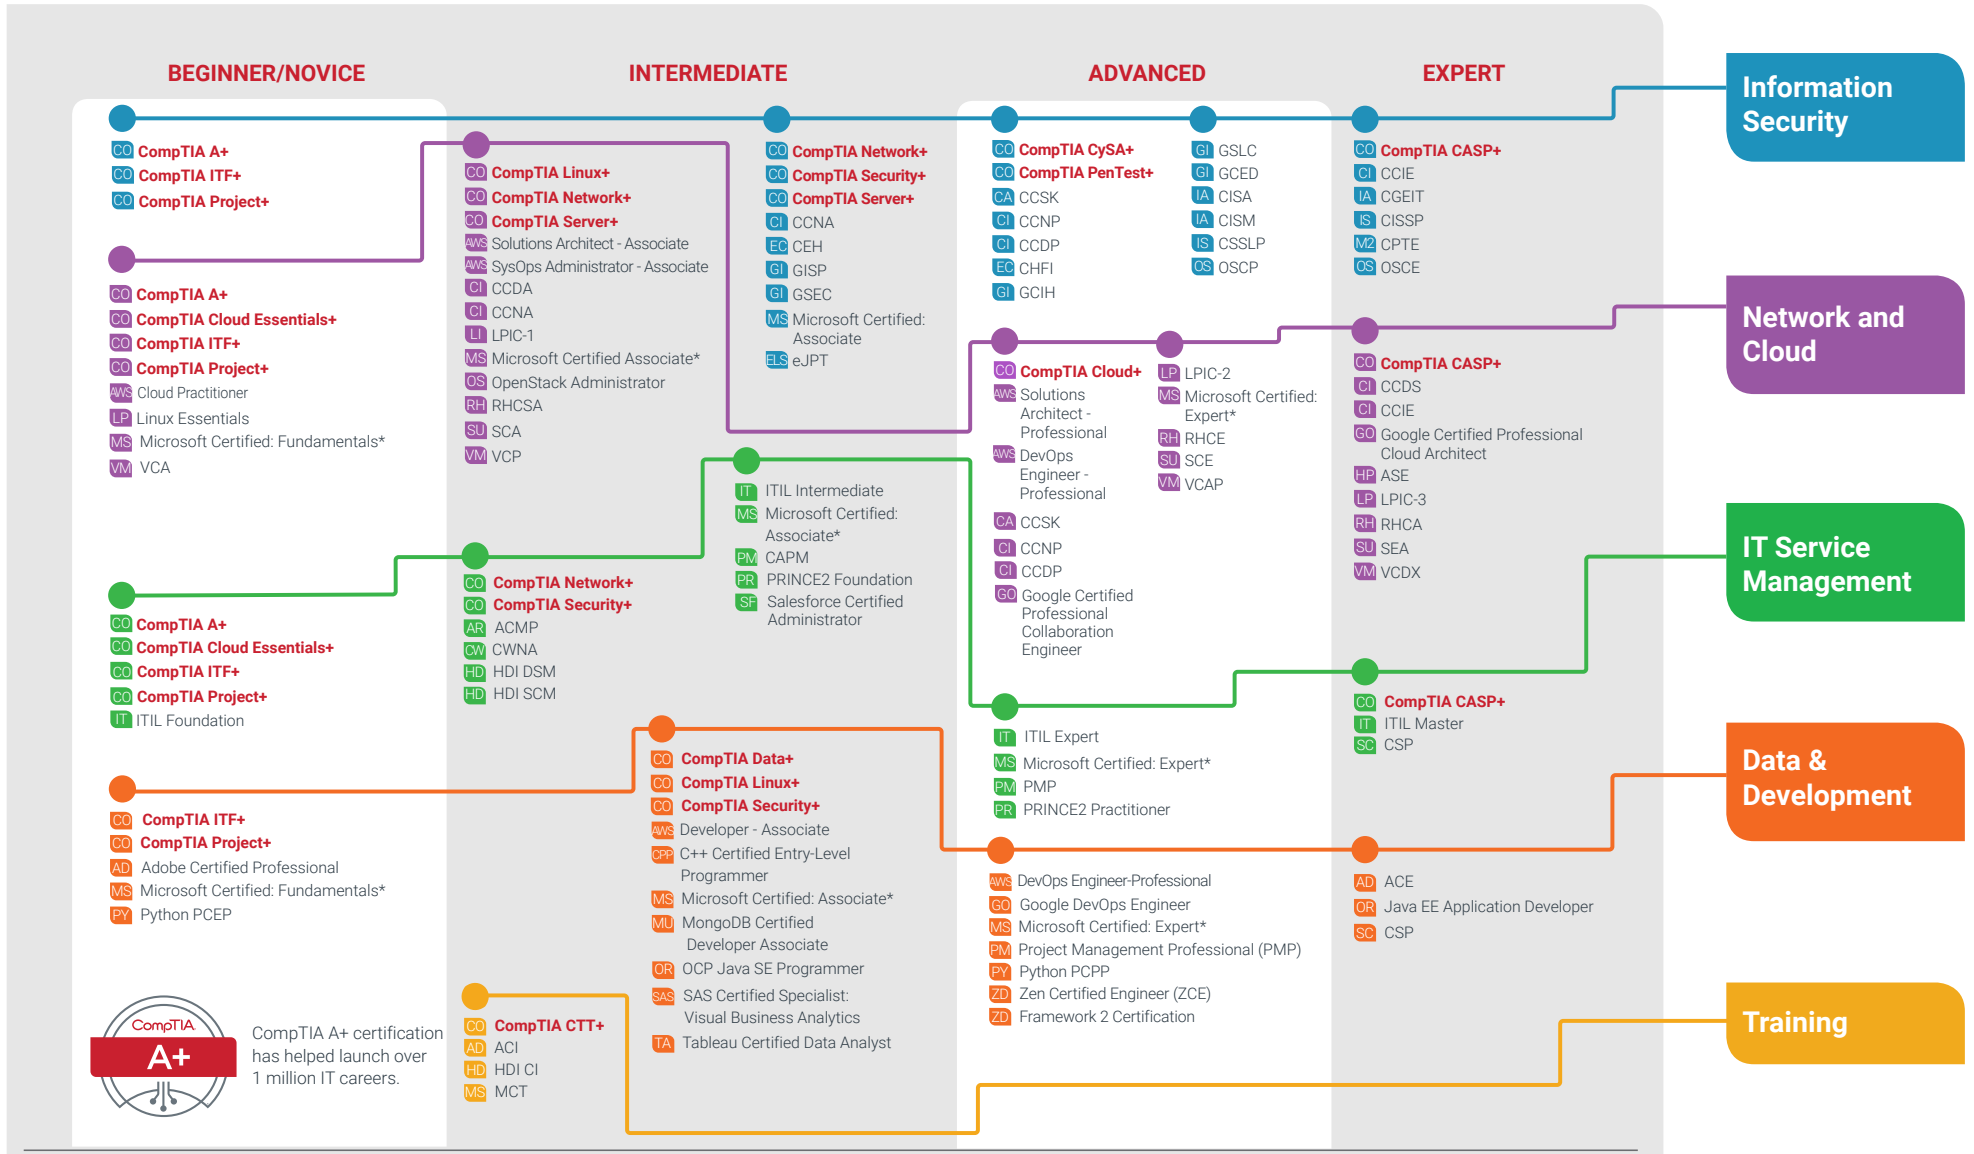 BEGINNER/NOVICE
INTERMEDIATE
ADVANCED
EXPERT
CO CompTIA A+
CO CompTIA ITF+
CO CompTIA Project+
CO CompTIA Network+
CO CompTIA Security+
CO CompTIA Server+
CI CCNA
EC CEH
GI GISP
GI GSEC
MS Microsoft Certified:
Associate
ELS eJPT
CO CompTIA CySA+
CO CompTIA PenTest+
CA CCSK
CI CCNP
CI CCDP
EC CHFI
GI GCIH
GI GSLC
GI GCED
IA CISA
IA CISM
IS CSSLP
OS OSCP
CO CompTIA CASP+
CI CCIE
IA CGEIT
IS CISSP
M2 CPTE
OS OSCE
Information
Security
CO CompTIA A+
CO CompTIA Cloud Essentials+
CO CompTIA ITF+
CO CompTIA Project+
AWS Cloud Practitioner
LP Linux Essentials
MS Microsoft Certified: Fundamentals*
VM VCA
CO CompTIA Linux+
CO CompTIA Network+
CO CompTIA Server+
AWS Solutions Architect - Associate
AWS SysOps Administrator - Associate
CI CCDA
CI CCNA
LI LPIC-1
MS Microsoft Certified Associate*
OS OpenStack Administrator
RH RHCSA
SU SCA
VM VCP
CO CompTIA Cloud+
AWS Solutions
Architect -
Professional
AWS DevOps
Engineer -
Professional
CA CCSK
CI CCNP
CI CCDP
GO Google Certified
Professional
Collaboration
Engineer
LP LPIC-2
MS Microsoft Certified:
Expert*
RH RHCE
SU SCE
VM VCAP
CO CompTIA CASP+
CI CCDS
CI CCIE
GO Google Certified Professional
Cloud Architect
HP ASE
LP LPIC-3
RH RHCA
SU SEA
VM VCDX
Network and
Cloud
CO CompTIA A+
CO CompTIA Cloud Essentials+
CO CompTIA ITF+
CO CompTIA Project+
IT ITIL Foundation
CO CompTIA Network+
CO CompTIA Security+
AR ACMP
CW CWNA
HD HDI DSM
HD HDI SCM
IT ITIL Intermediate
MS Microsoft Certified:
Associate*
PM CAPM
PR PRINCE2 Foundation
SF Salesforce Certified
Administrator
IT ITIL Expert
MS Microsoft Certified: Expert*
PM PMP
PR PRINCE2 Practitioner
CO CompTIA CASP+
IT ITIL Master
SC CSP
IT Service
Management
CO CompTIA ITF+
CO CompTIA Project+
AD Adobe Certified Professional
MS Microsoft Certified: Fundamentals*
PY Python PCEP
CO CompTIA Data+
CO CompTIA Linux+
CO CompTIA Security+
AWS Developer - Associate
CPP C++ Certified Entry-Level
Programmer
MS Microsoft Certified: Associate*
MU MongoDB Certified
Developer Associate
OR OCP Java SE Programmer
SAS SAS Certified Specialist:
Visual Business Analytics
TA Tableau Certified Data Analyst
AWS DevOps Engineer-Professional
GO Google DevOps Engineer
MS Microsoft Certified: Expert*
PM Project Management Professional (PMP)
PY Python PCPP
ZD Zen Certified Engineer (ZCE)
ZD Framework 2 Certification
AD ACE
OR Java EE Application Developer
SC CSP
Data &
Development
CompTIA.
A+
CompTIA A+ certification
has helped launch over
1 million IT careers.
CO CompTIA CTT+
AD ACI
HD HDI CI
MS MCT
Training